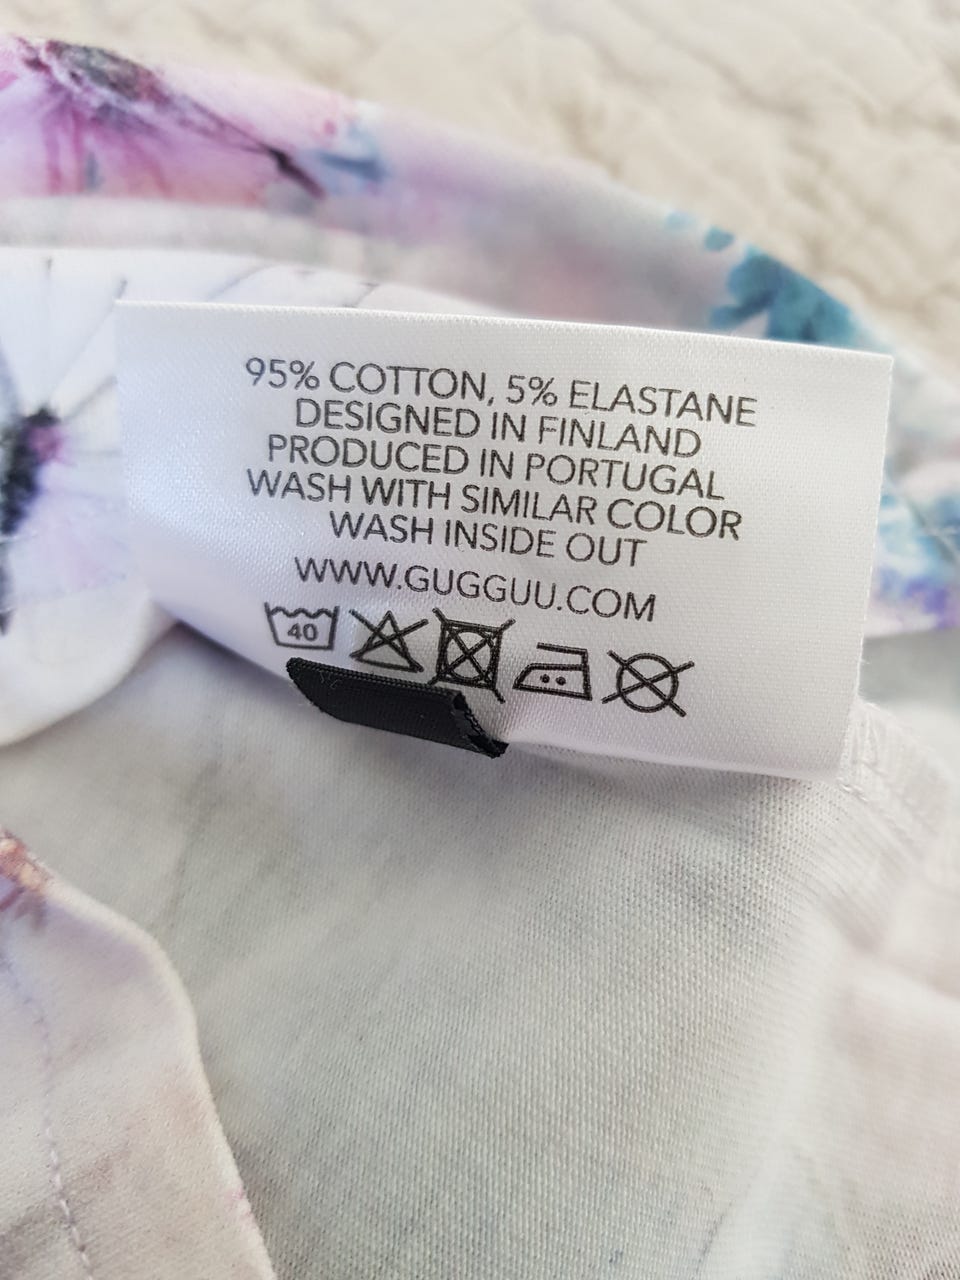 95% COTTON, 5% ELASTANE
DESIGNED IN FINLAND
PRODUCED IN PORTUGAL
WASH WITH SIMILAR COLOR
WASH INSIDE OUT
WWW.GUGGUU.COM
40